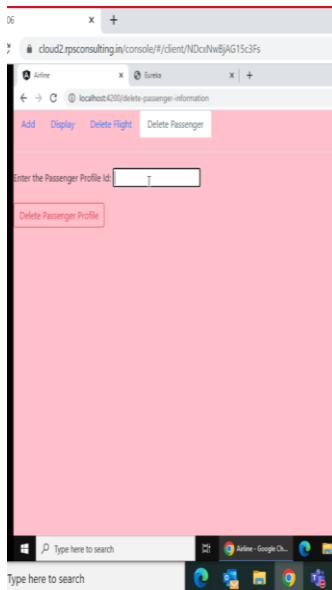 06
cloud2.rpsconsulting.in/console/#/client/NDcxNwBjAG15c3Fs
Airline
Eureka
localhost:4200/delete-passenger-information
Add Display Delete Flight Delete Passenger
Enter the Passenger Profile Id:
Delete Passenger Profile
Type here to search
Airline - Google Ch...
Type here to search